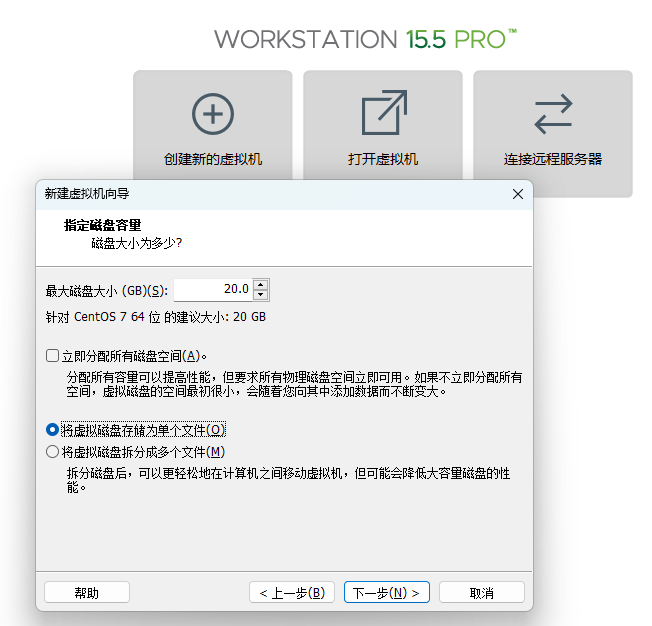 WORKSTATION 15.5 PRO™
创建新的虚拟机
打开虚拟机
连接远程服务器
新建虚拟机向导
指定磁盘容量
磁盘大小为多少?
最大磁盘大小 (GB)(S): 20.0
针对 CentOS 7 64 位 的建议大小: 20 GB
立即分配所有磁盘空间(A)。
分配所有容量可以提高性能，但要求所有物理磁盘空间立即可用。如果不立即分配所有
空间，虚拟磁盘的空间最初很小，会随着您向其中添加数据而不断变大。
将虚拟磁盘存储为单个文件(O)
将虚拟磁盘拆分成多个文件(M)
拆分磁盘后，可以更轻松地在计算机之间移动虚拟机，但可能会降低大容量磁盘的性
能。
帮助
< 上一步(B)
下一步(N) >
取消